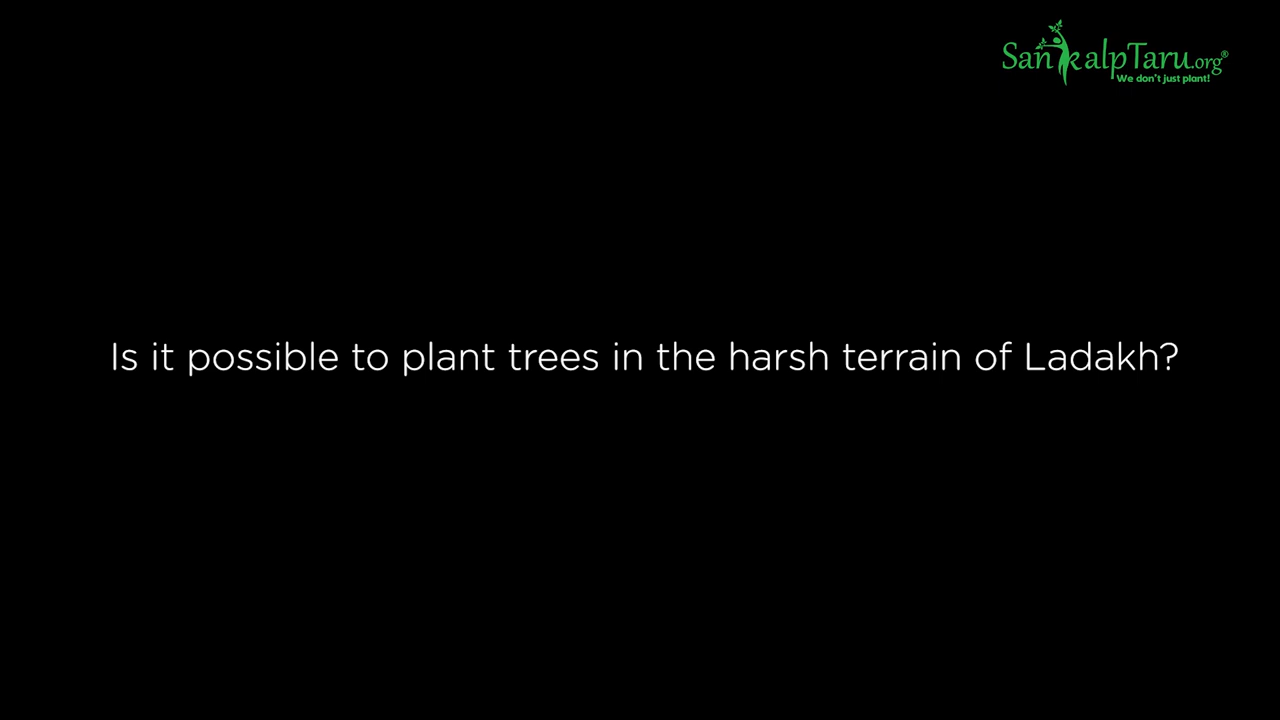 SankalpTaru.org®
We don't just plant!
Is it possible to plant trees in the harsh terrain of Ladakh?